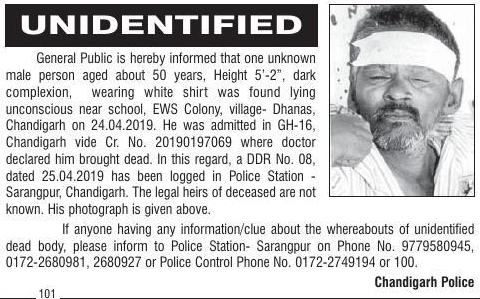 UNIDENTIFIED
General Public is hereby informed that one unknown
male person aged about 50 years, Height 5'-2", dark
complexion, wearing white shirt was found lying
unconscious near school, EWS Colony, village- Dhanas,
Chandigarh on 24.04.2019. He was admitted in GH-16,
Chandigarh vide Cr. No. 20190197069 where doctor
declared him brought dead. In this regard, a DDR No. 08,
dated 25.04.2019 has been logged in Police Station -
Sarangpur, Chandigarh. The legal heirs of deceased are not
known. His photograph is given above.
If anyone having any information/clue about the whereabouts of unidentified
dead body, please inform to Police Station- Sarangpur on Phone No. 9779580945,
0172-2680981, 2680927 or Police Control Phone No. 0172-2749194 or 100.
Chandigarh Police
101